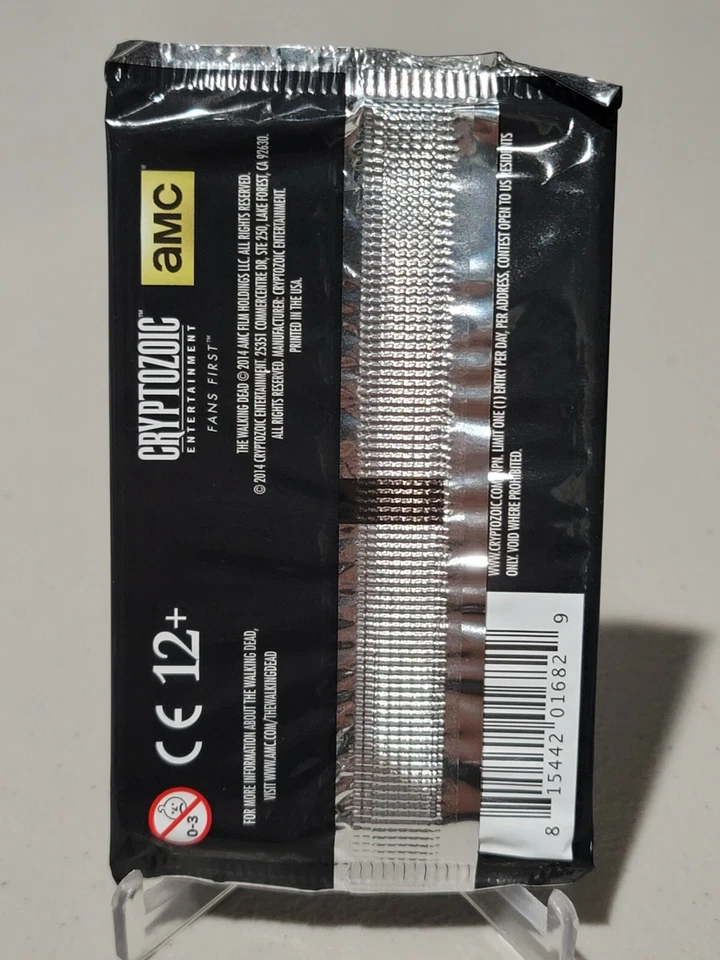 0-3
CE 12+
CRYPTOZOIC™
ENTERTAINMENT
FANS FIRST™
aMC
FOR MORE INFORMATION ABOUT THE WALKING DEAD,
VISIT WWW.AMC.COM/THEWALKINGDEAD
THE WALKING DEAD © 2014 AMC FILM HOLDINGS LLC. ALL RIGHTS RESERVED.
© 2014 CRYPTOZOIC ENTERTAINMENT. 25351 COMMERCENTRE DR, STE 250, LAKE FOREST, CA 92630.
ALL RIGHTS RESERVED. MANUFACTURER: CRYPTOZOIC ENTERTAINMENT.
PRINTED IN THE USA.
WWW.CRYPTOZOIC.COM/NPN. LIMIT ONE (1) ENTRY PER DAY, PER ADDRESS, CONTEST OPEN TO US RESIDENTS
ONLY. VOID WHERE PROHIBITED.
8 15442 01682 9